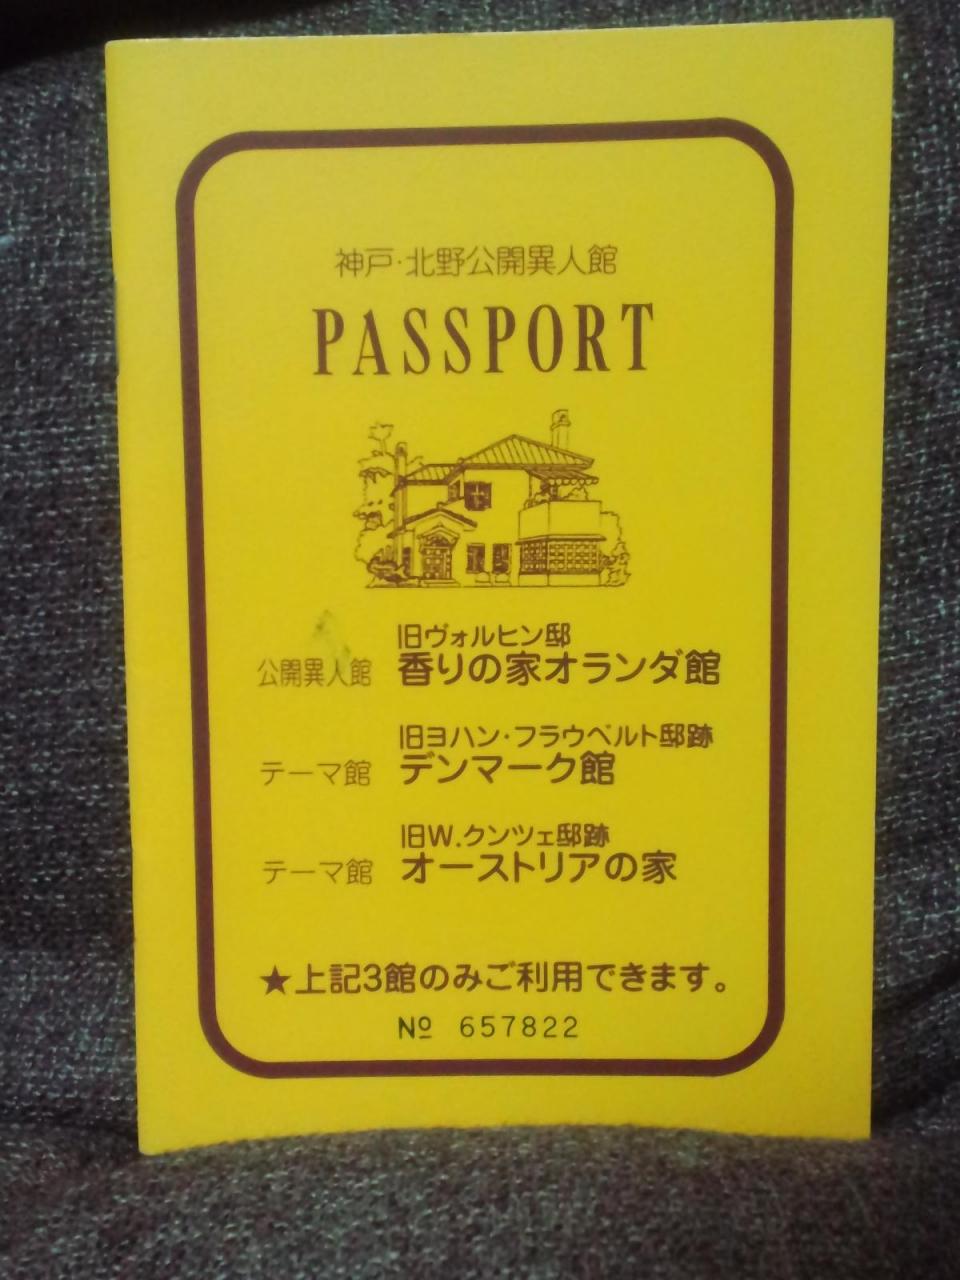 神戸・北野公開異人館
PASSPORT
旧ヴォルヒン邸
公開異人館 香りの家オランダ館
旧ヨハン・フラウベルト邸跡
テーマ館 デンマーク館
旧W.クンツェ邸跡
テーマ館 オーストリアの家
★上記3館のみご利用できます。
№ 657822